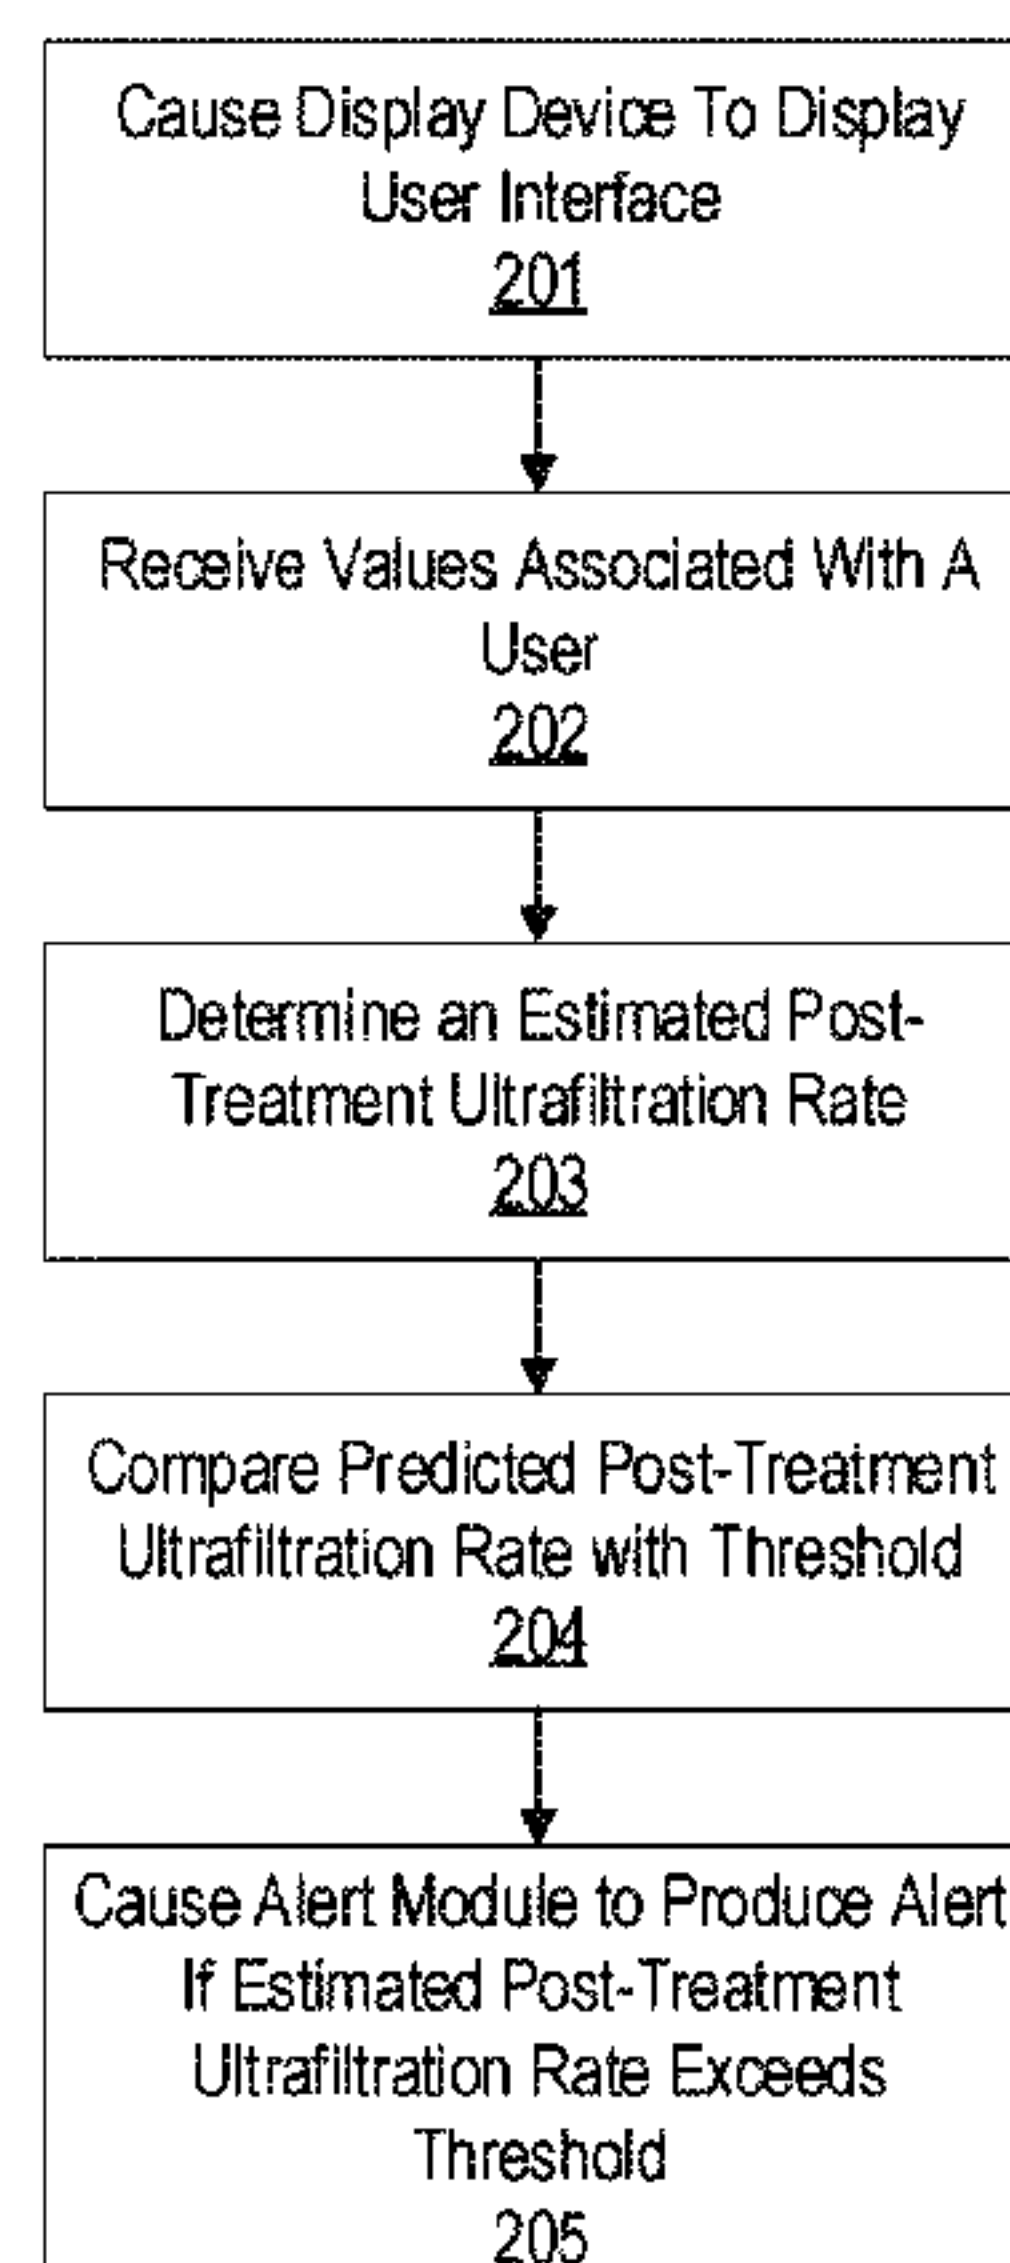 Cause Display Device To Display
User Interface
201
Receive Values Associated With A
User
202
Determine an Estimated Post-
Treatment Ultrafiltration Rate
203
Compare Predicted Post-Treatment
Ultrafiltration Rate with Threshold
204
Cause Alert Module to Produce Alert
If Estimated Post-Treatment
Ultrafiltration Rate Exceeds
Threshold
205